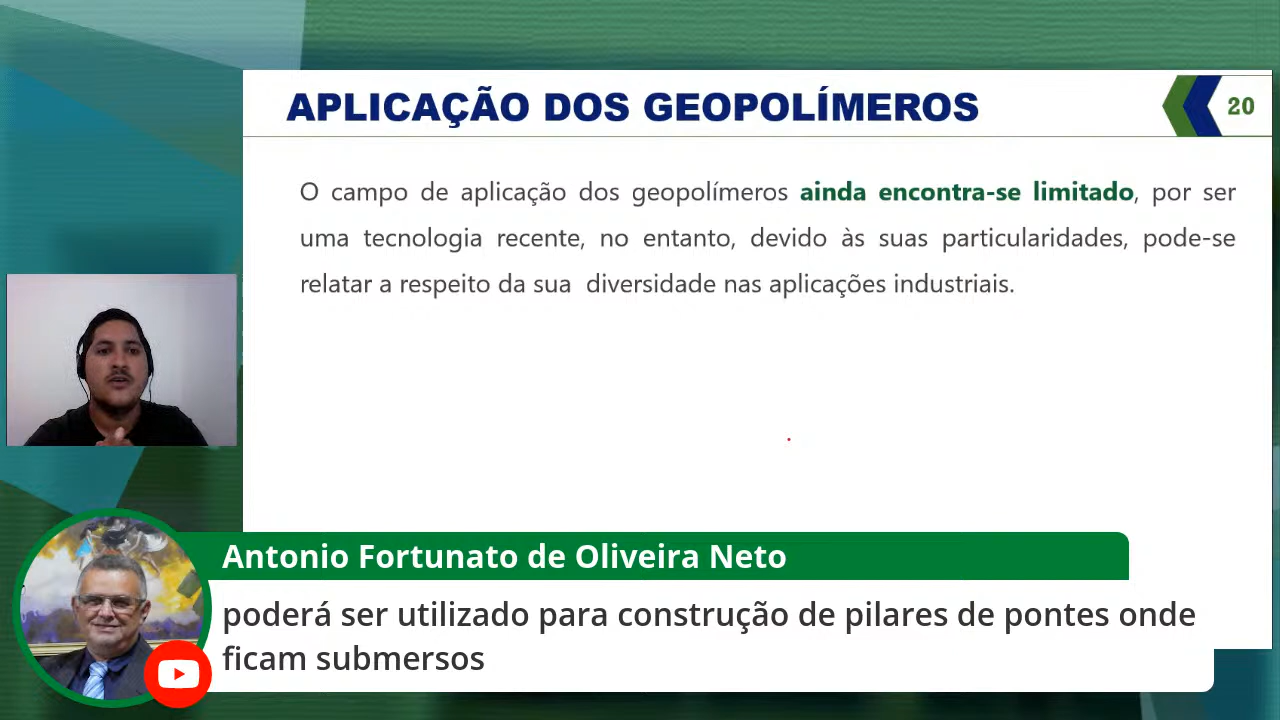 APLICAÇÃO DOS GEOPOLÍMEROS
20
O campo de aplicação dos geopolímeros ainda encontra-se limitado, por ser
uma tecnologia recente, no entanto, devido às suas particularidades, pode-se
relatar a respeito da sua diversidade nas aplicações industriais.
Antonio Fortunato de Oliveira Neto
poderá ser utilizado para construção de pilares de pontes onde
ficam submersos